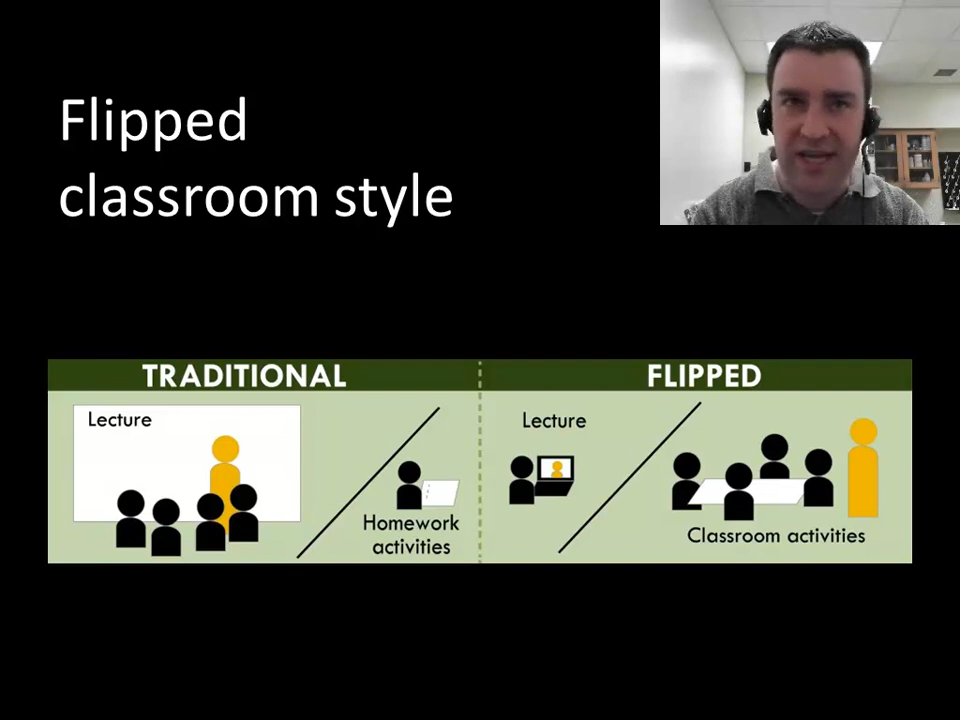 Flipped
classroom style
TRADITIONAL
Lecture
Homework
activities
FLIPPED
Lecture
Classroom activities